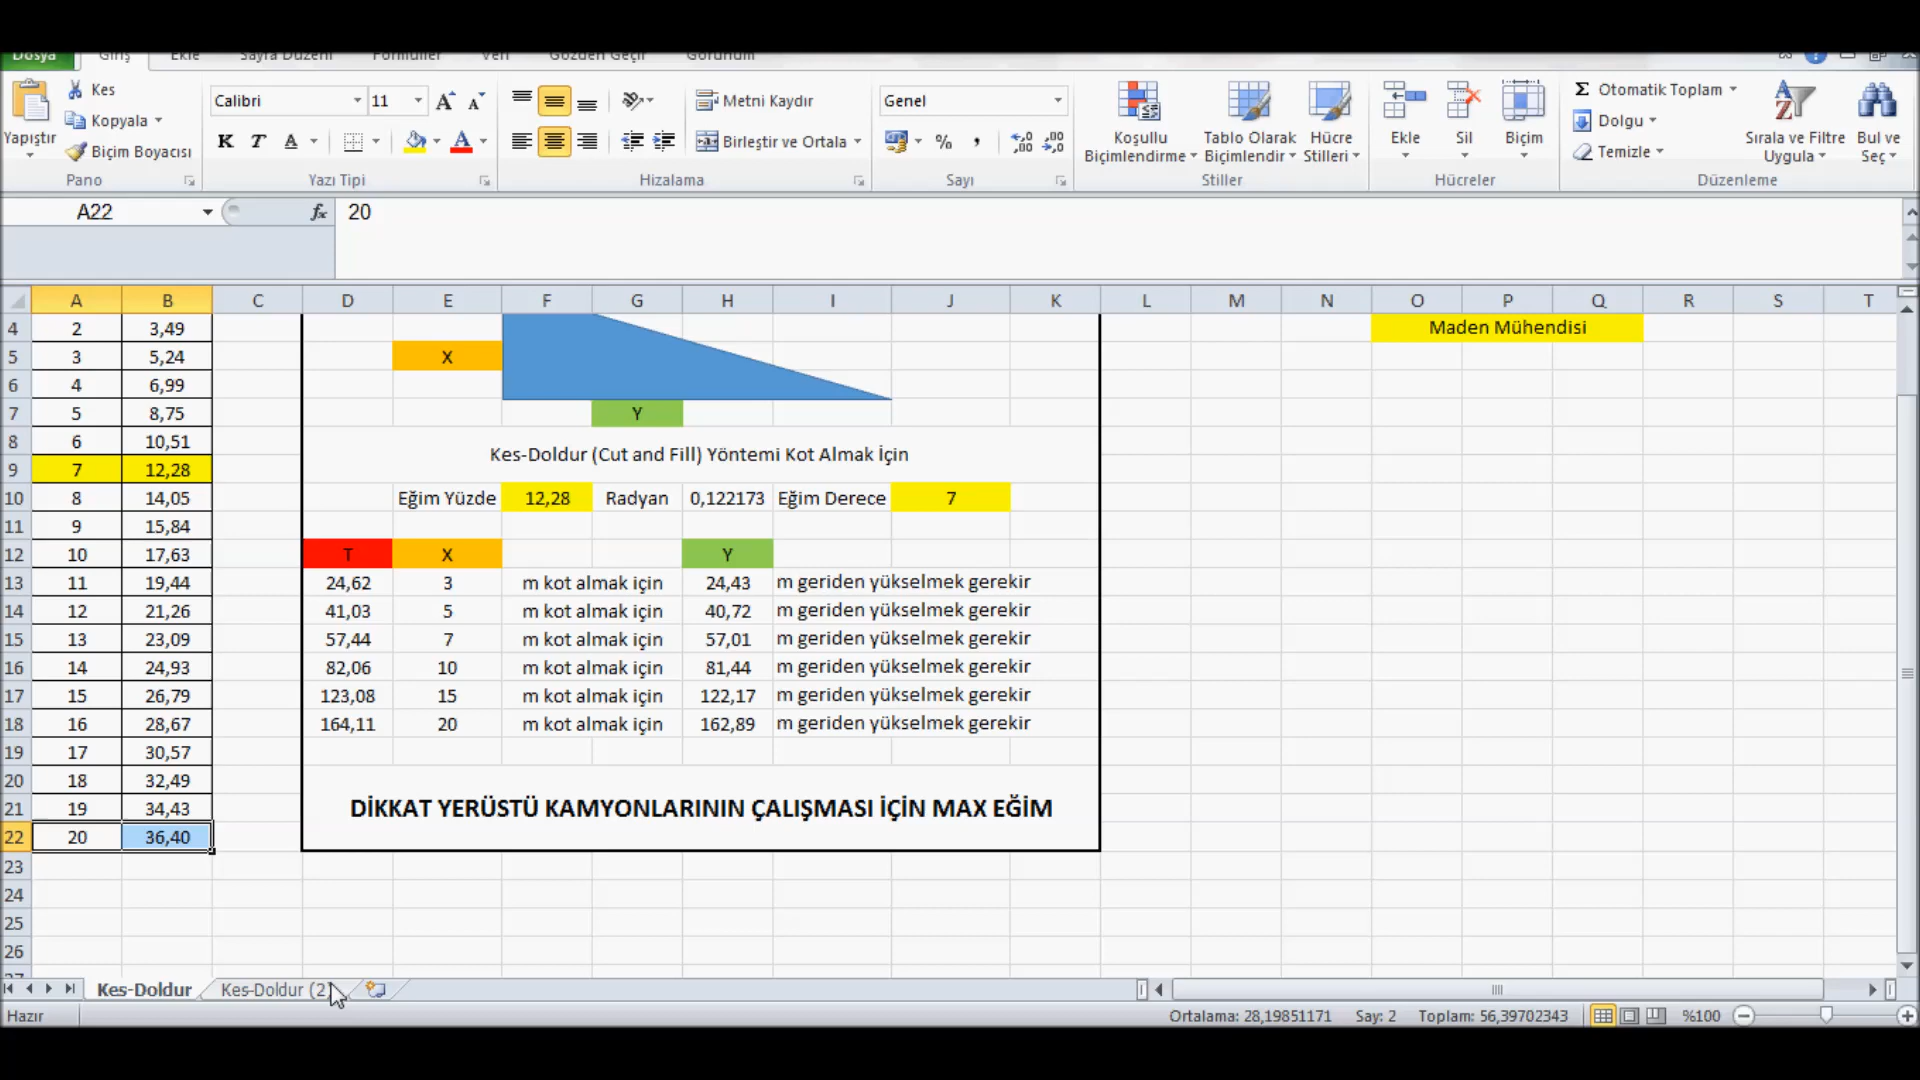 Dosya Giriş Ekle Sayfa Düzeni Formüller Veri Gözden Geçir Görünüm
Yapıştır Kes Kopyala Biçim Boyacısı
Pano
Calibri 11
K T A A
Yazı Tipi
Metni Kaydır
Birleştir ve Ortala
Hizalama
Genel
% ,
Sayı
Koşullu Biçimlendirme Tablo Olarak Biçimlendir Hücre Stilleri
Stiller
Ekle Sil Biçim
Hücreler
Σ Otomatik Toplam
Dolgu
Temizle
Sırala ve Filtre Uygula Bul ve Seç
Düzenleme
A22 fx 20
A B C D E F G H I J K L M N O P Q R S T
4 2 3,49 Maden Mühendisi
5 3 5,24 X
6 4 6,99
7 5 8,75 Y
8 6 10,51 Kes-Doldur (Cut and Fill) Yöntemi Kot Almak İçin
9 7 12,28
10 8 14,05 Eğim Yüzde 12,28 Radyan 0,122173 Eğim Derece 7
11 9 15,84
12 10 17,63 T X Y
13 11 19,44 24,62 3 m kot almak için 24,43 m geriden yükselmek gerekir
14 12 21,26 41,03 5 m kot almak için 40,72 m geriden yükselmek gerekir
15 13 23,09 57,44 7 m kot almak için 57,01 m geriden yükselmek gerekir
16 14 24,93 82,06 10 m kot almak için 81,44 m geriden yükselmek gerekir
17 15 26,79 123,08 15 m kot almak için 122,17 m geriden yükselmek gerekir
18 16 28,67 164,11 20 m kot almak için 162,89 m geriden yükselmek gerekir
19 17 30,57
20 18 32,49
21 19 34,43 DİKKAT YERÜSTÜ KAMYONLARININ ÇALIŞMASI İÇİN MAX EĞİM
22 20 36,40
23
24
25
26
27
Kes-Doldur Kes-Doldur (2)
Hazır Ortalama: 28,19851171 Say: 2 Toplam: 56,39702343 %100